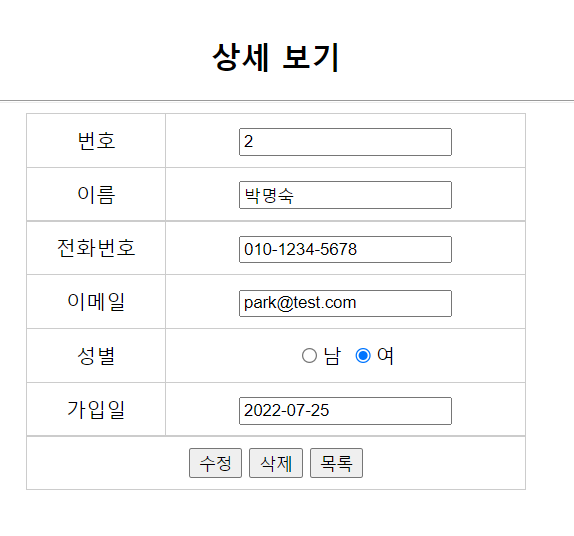 상세 보기
번호 2
이름 박명숙
전화번호 010-1234-5678
이메일 park@test.com
성별 남 여
가입일 2022-07-25
수정 삭제 목록